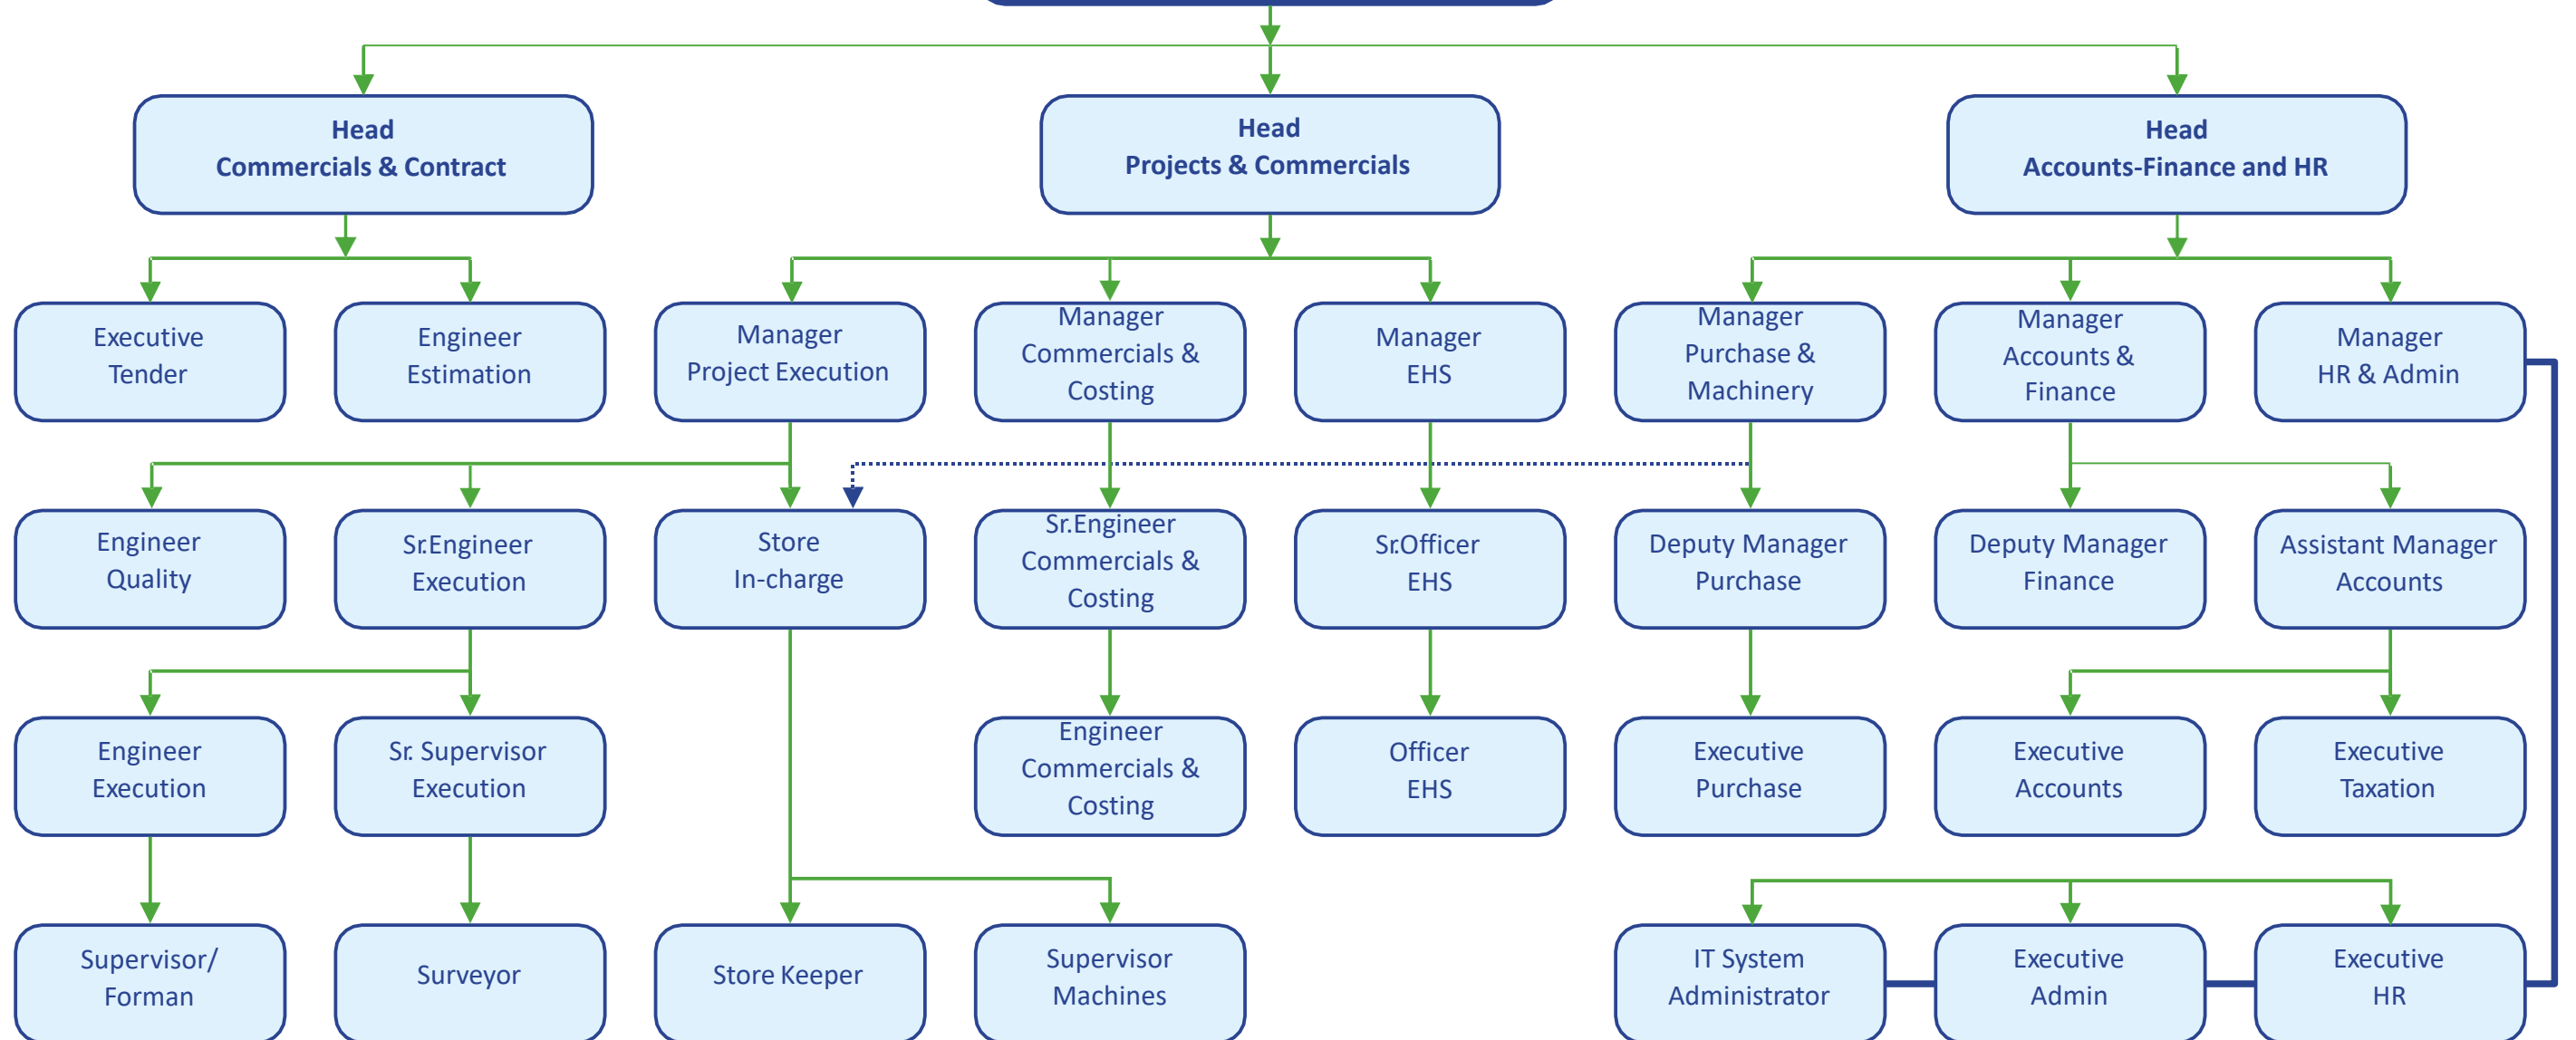 Head
Commercials & Contract
Head
Projects & Commercials
Head
Accounts-Finance and HR
Executive
Tender
Engineer
Estimation
Manager
Project Execution
Manager
Commercials &
Costing
Manager
EHS
Manager
Purchase &
Machinery
Manager
Accounts &
Finance
Manager
HR & Admin
Engineer
Quality
Sr.Engineer
Execution
Store
In-charge
Sr.Engineer
Commercials &
Costing
Sr.Officer
EHS
Deputy Manager
Purchase
Deputy Manager
Finance
Assistant Manager
Accounts
Engineer
Execution
Sr. Supervisor
Execution
Engineer
Commercials &
Costing
Officer
EHS
Executive
Purchase
Executive
Accounts
Executive
Taxation
Supervisor/
Forman
Surveyor
Store Keeper
Supervisor
Machines
IT System
Administrator
Executive
Admin
Executive
HR